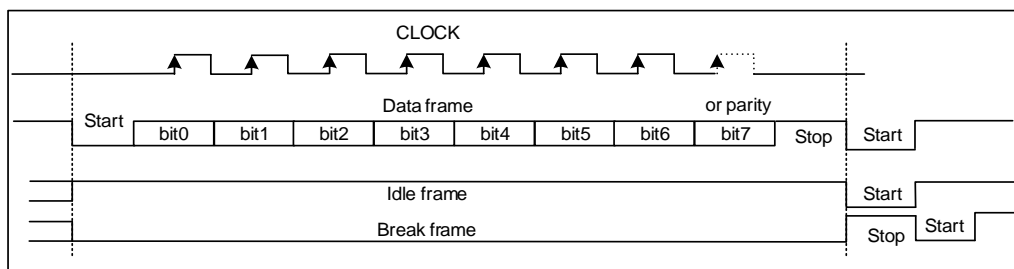 CLOCK
Data frame
or parity
Start
bit0 bit1 bit2 bit3 bit4 bit5 bit6 bit7
Stop
Start
Idle frame
Start
Break frame
Stop
Start